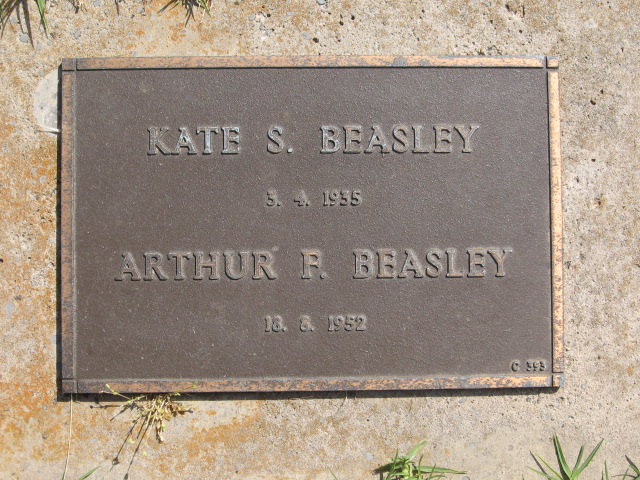 KATE S. BEASLEY
3. 4. 1935
ARTHUR F. BEASLEY
18. 8. 1952
C 393